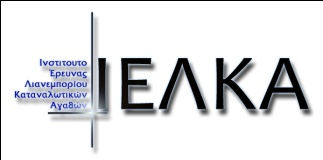 Ινστιτούτο
Έρευνας
Λιανεμπορίου
Καταναλωτικών
Αγαθών
ΙΕΛΚΑ